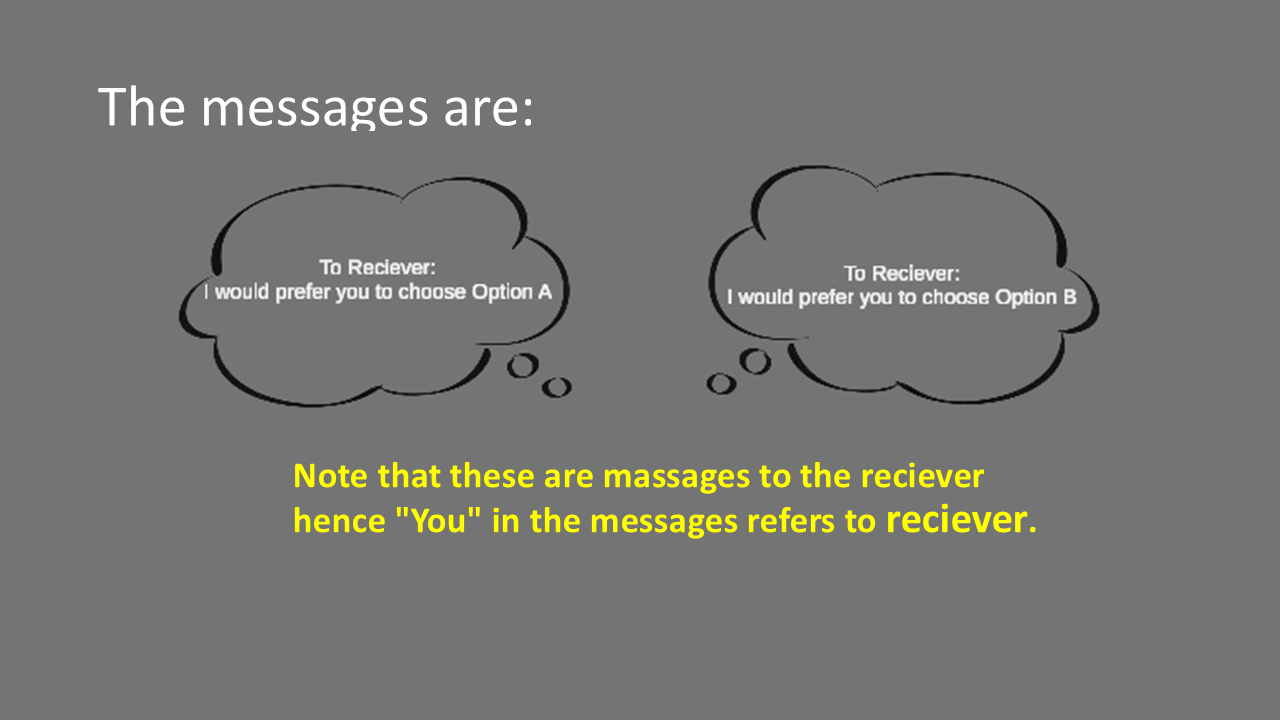 The messages are:
To Reciever:
I would prefer you to choose Option A
To Reciever:
I would prefer you to choose Option B
Note that these are massages to the reciever
hence "You" in the messages refers to reciever.